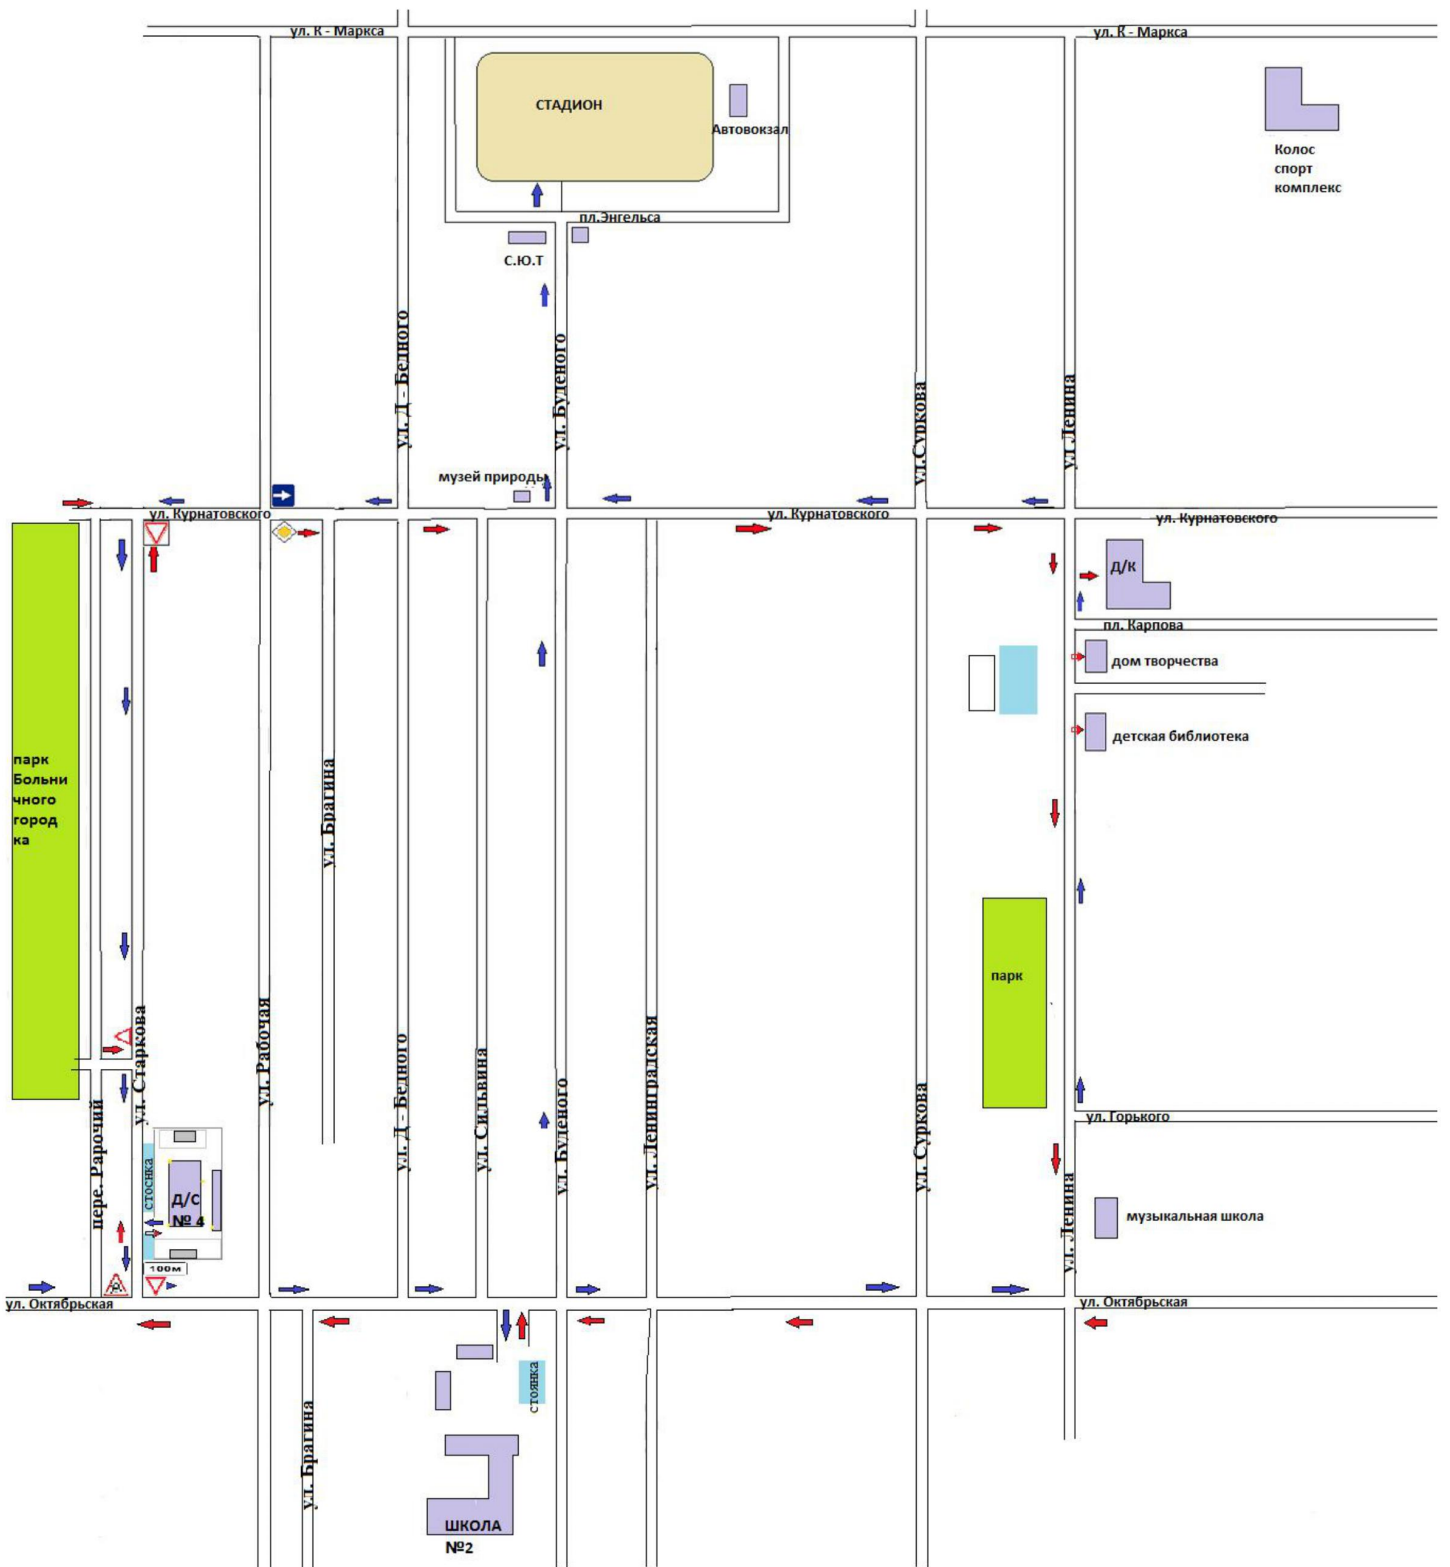 ул. К - Маркса
ул. К - Маркса
СТАДИОН
Автовокзал
Колос
спорт
комплекс
пл.Энгельса
С.Ю.Т
ул. Д - Бедного
ул. Буденого
ул.Суркова
ул Ленина
музей природы
ул. Курнатовского
ул. Курнатовского
ул. Курнатовского
Д/К
пл. Карпова
дом творчества
детская библиотека
парк
Больни
чного
город
ка
ул. Брагина
парк
пере. Рарочий
ул. Старкова
ул. Рабочая
ул. Д - Бедного
ул. Сильвина
ул. Буденого
ул. Ленинградская
ул. Суркова
ул. Ленина
ул. Горького
стоснка
Д/С
№ 4
музыкальная школа
100м
ул. Октябрьская
ул. Октябрьская
стоянка
ул. Брагина
ШКОЛА
№2